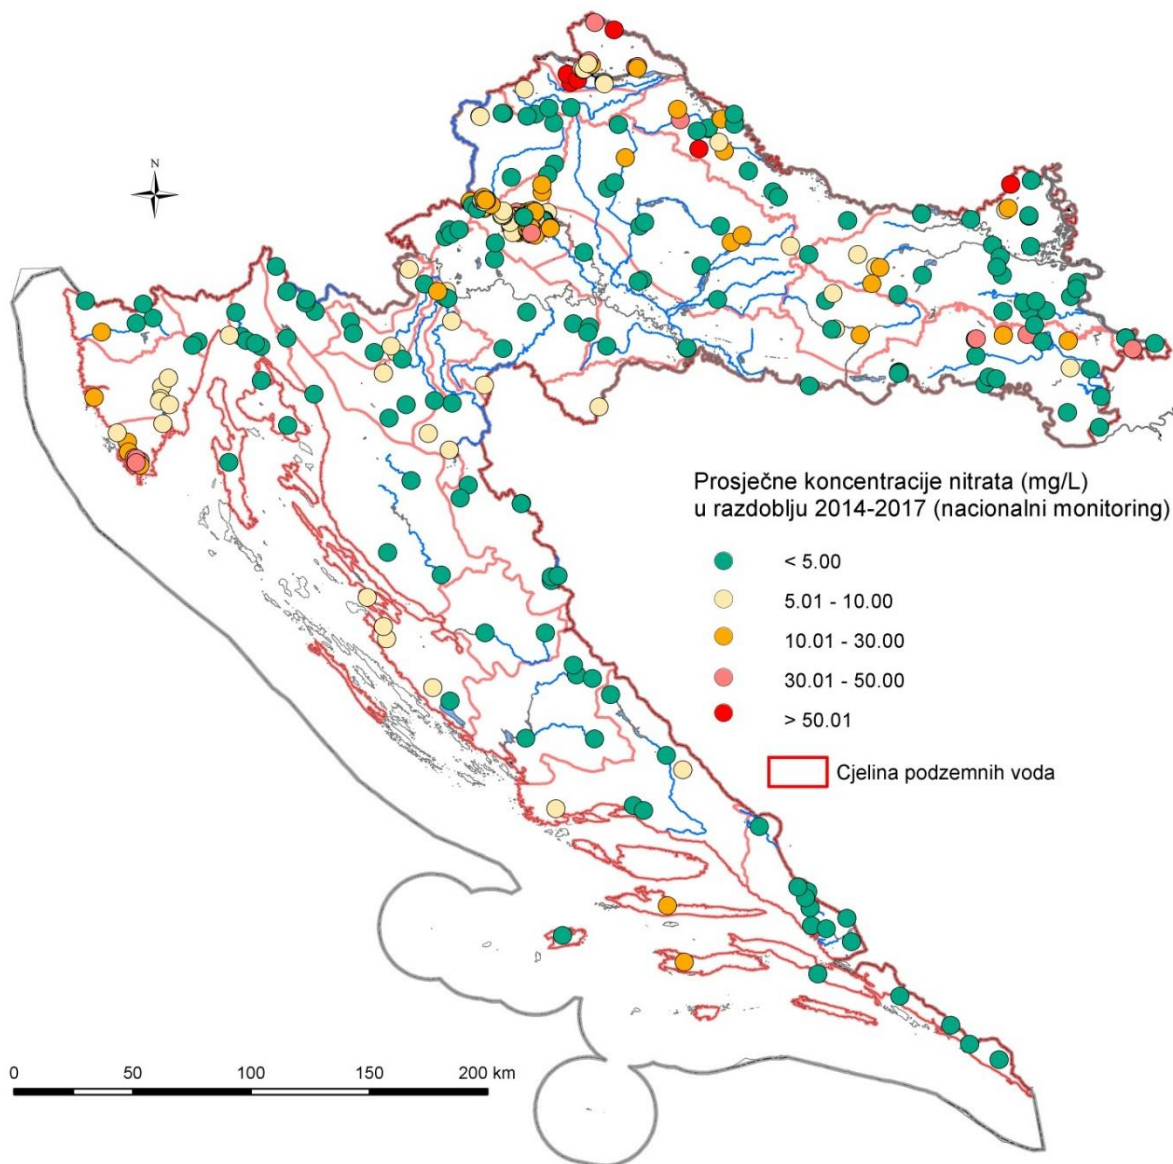 N
Prosječne koncentracije nitrata (mg/L)
u razdoblju 2014-2017 (nacionalni monitoring)
< 5.00
5.01 - 10.00
10.01 - 30.00
30.01 - 50.00
> 50.01
Cjelina podzemnih voda
0 50 100 150 200 km